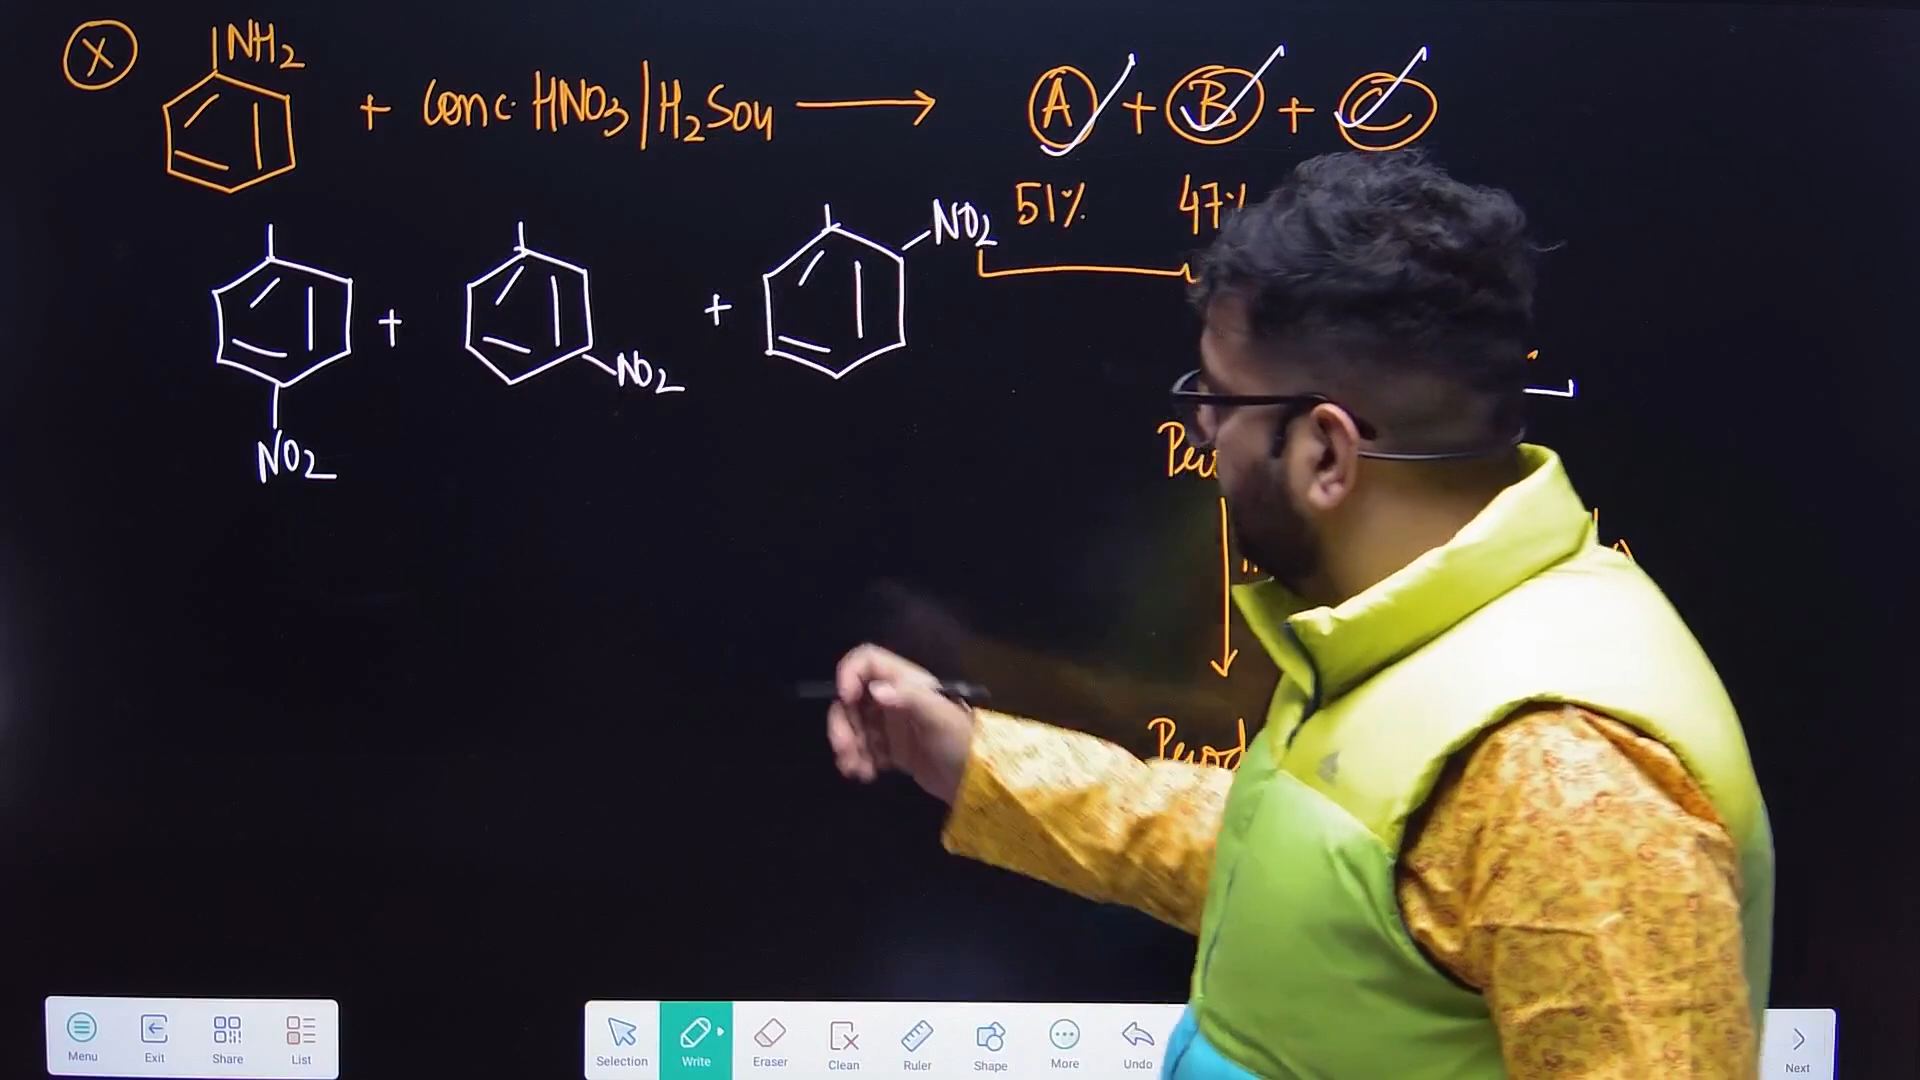 X NH2 + conc. HNO3/H2SO4 → A + B + C
51% 47%
+ NO2 + NO2
NO2
Menu Exit Share List Selection Write Eraser Clean Ruler Shape More Undo Next